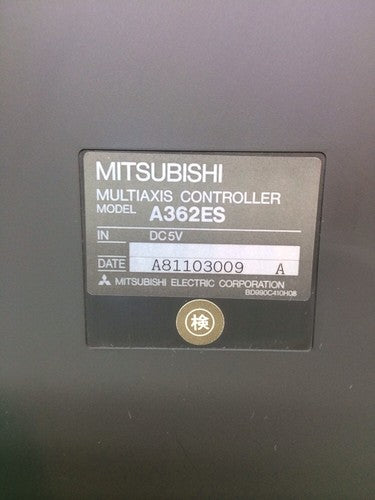 MITSUBISHI
MULTIAXIS CONTROLLER
MODEL A362ES
IN DC5V
DATE A81103009 A
MITSUBISHI ELECTRIC CORPORATION
BD990C410H08
検